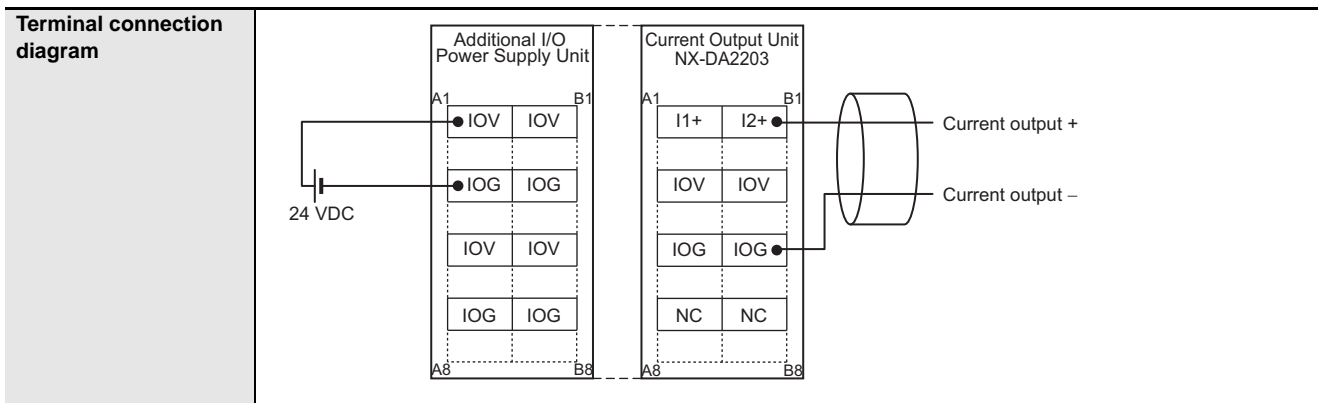 Terminal connection
diagram
Additional I/O
Power Supply Unit
A1 B1
IOV IOV
IOG IOG
IOV IOV
IOG IOG
A8 B8
24 VDC
Current Output Unit
NX-DA2203
A1 B1
I1+ I2+
IOV IOV
IOG IOG
NC NC
A8 B8
Current output +
Current output −